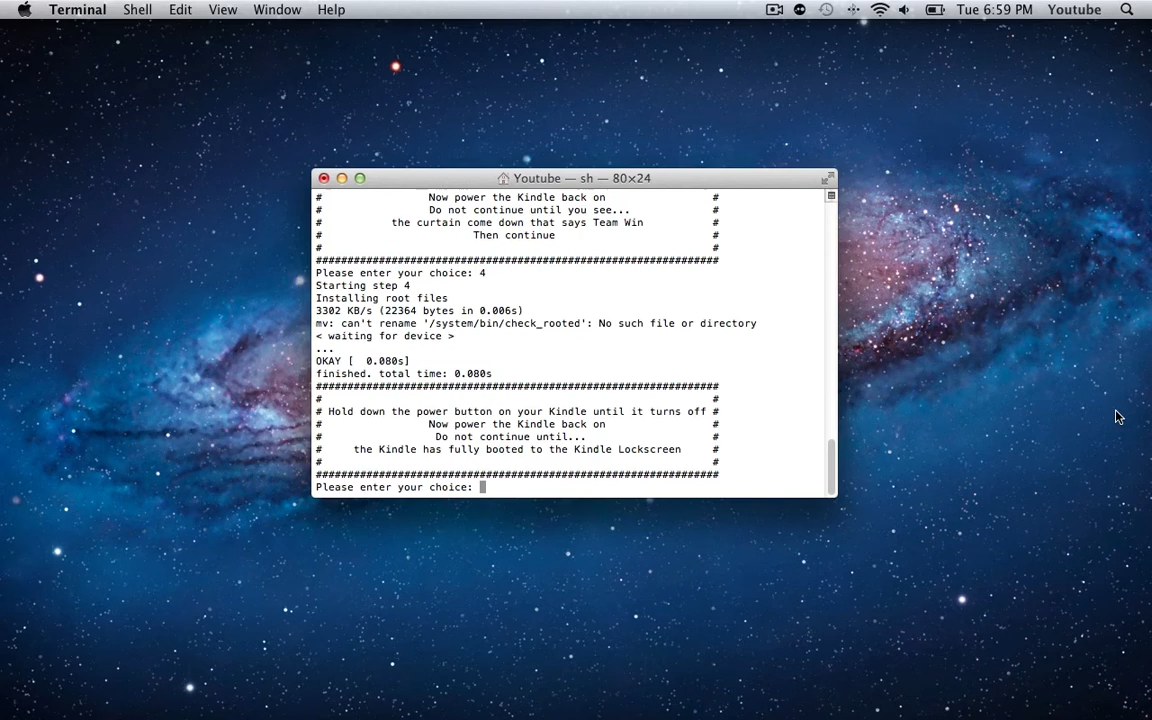 Terminal Shell Edit View Window Help Tue 6:59 PM Youtube
Youtube — sh — 80×24
# Now power the Kindle back on #
# Do not continue until you see... #
# the curtain come down that says Team Win #
# Then continue #
# #
################################################################
Please enter your choice: 4
Starting step 4
Installing root files
3302 KB/s (22364 bytes in 0.006s)
mv: can't rename '/system/bin/check_rooted': No such file or directory
< waiting for device >
...
OKAY [  0.080s]
finished. total time: 0.080s
################################################################
# #
# Hold down the power button on your Kindle until it turns off #
# Now power the Kindle back on #
# Do not continue until... #
# the Kindle has fully booted to the Kindle Lockscreen #
# #
################################################################
Please enter your choice: